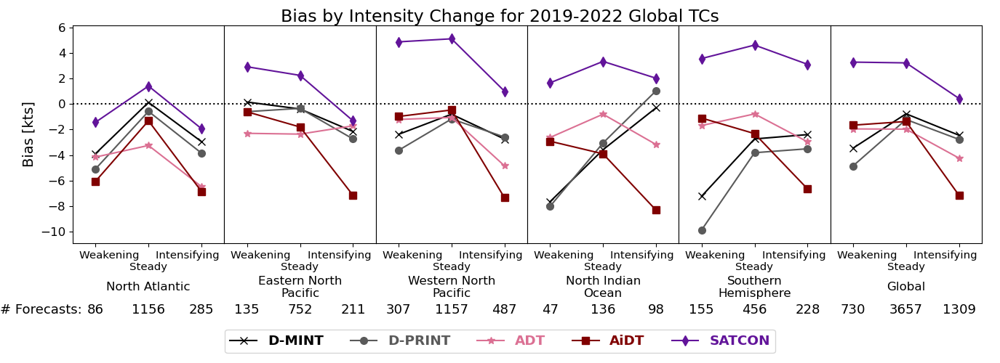 Bias by Intensity Change for 2019-2022 Global TCs
Bias [kts]
6
4
2
0
−2
−4
−6
−8
−10
Weakening Intensifying Weakening Intensifying Weakening Intensifying Weakening Intensifying Weakening Intensifying Weakening Intensifying
Steady Steady Steady Steady Steady Steady
North Atlantic
Eastern North
Pacific
Western North
Pacific
North Indian
Ocean
Southern
Hemisphere
Global
# Forecasts: 86 1156 285 135 752 211 307 1157 487 47 136 98 155 456 228 730 3657 1309
D-MINT D-PRINT ADT AiDT SATCON